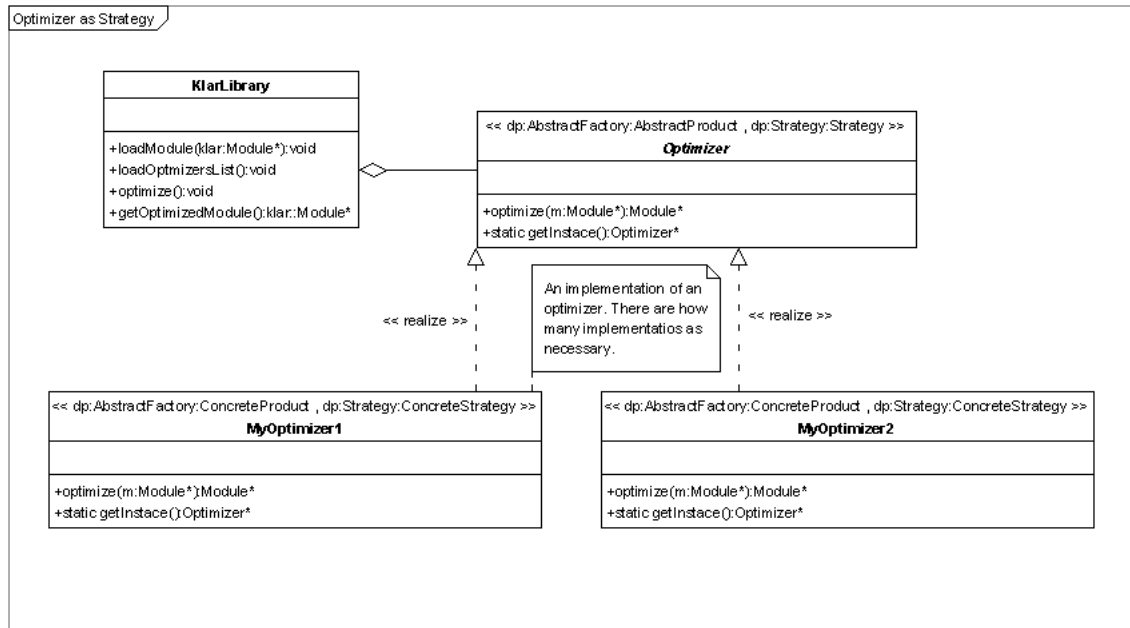 Optimizer as Strategy
KlarLibrary
+loadModule(klar:Module*):void
+loadOptmizersList():void
+optimize():void
+getOptimizedModule():klar::Module*
<< dp:AbstractFactory:AbstractProduct , dp:Strategy:Strategy >>
Optimizer
+optimize(m:Module*):Module*
+static getInstace():Optimizer*
<< realize >>
An implementation of an
optimizer. There are how
many implementatios as
necessary.
<< realize >>
<< dp:AbstractFactory:ConcreteProduct , dp:Strategy:ConcreteStrategy >>
MyOptimizer1
+optimize(m:Module*):Module*
+static getInstace():Optimizer*
<< dp:AbstractFactory:ConcreteProduct , dp:Strategy:ConcreteStrategy >>
MyOptimizer2
+optimize(m:Module*):Module*
+static getInstace():Optimizer*